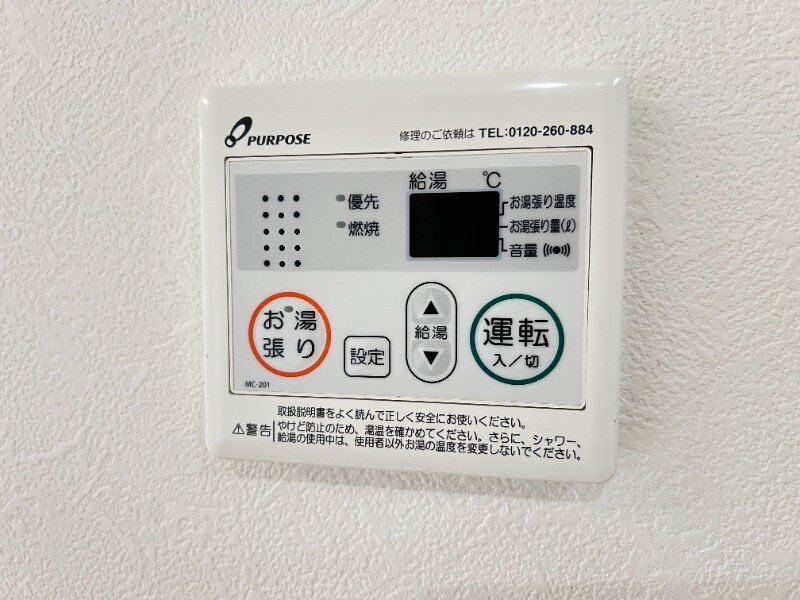 PURPOSE
修理のご依頼は TEL:0120-260-884
給湯 ℃
優先
燃焼
お湯張り温度
お湯張り量(ℓ)
音量
お湯
張り
設定
▲
給湯
▼
運転
入/切
MC-201
⚠警告
取扱説明書をよく読んで正しく安全にお使いください。
やけど防止のため、湯温を確かめてください。さらに、シャワー、
給湯の使用中は、使用者以外お湯の温度を変更しないでください。